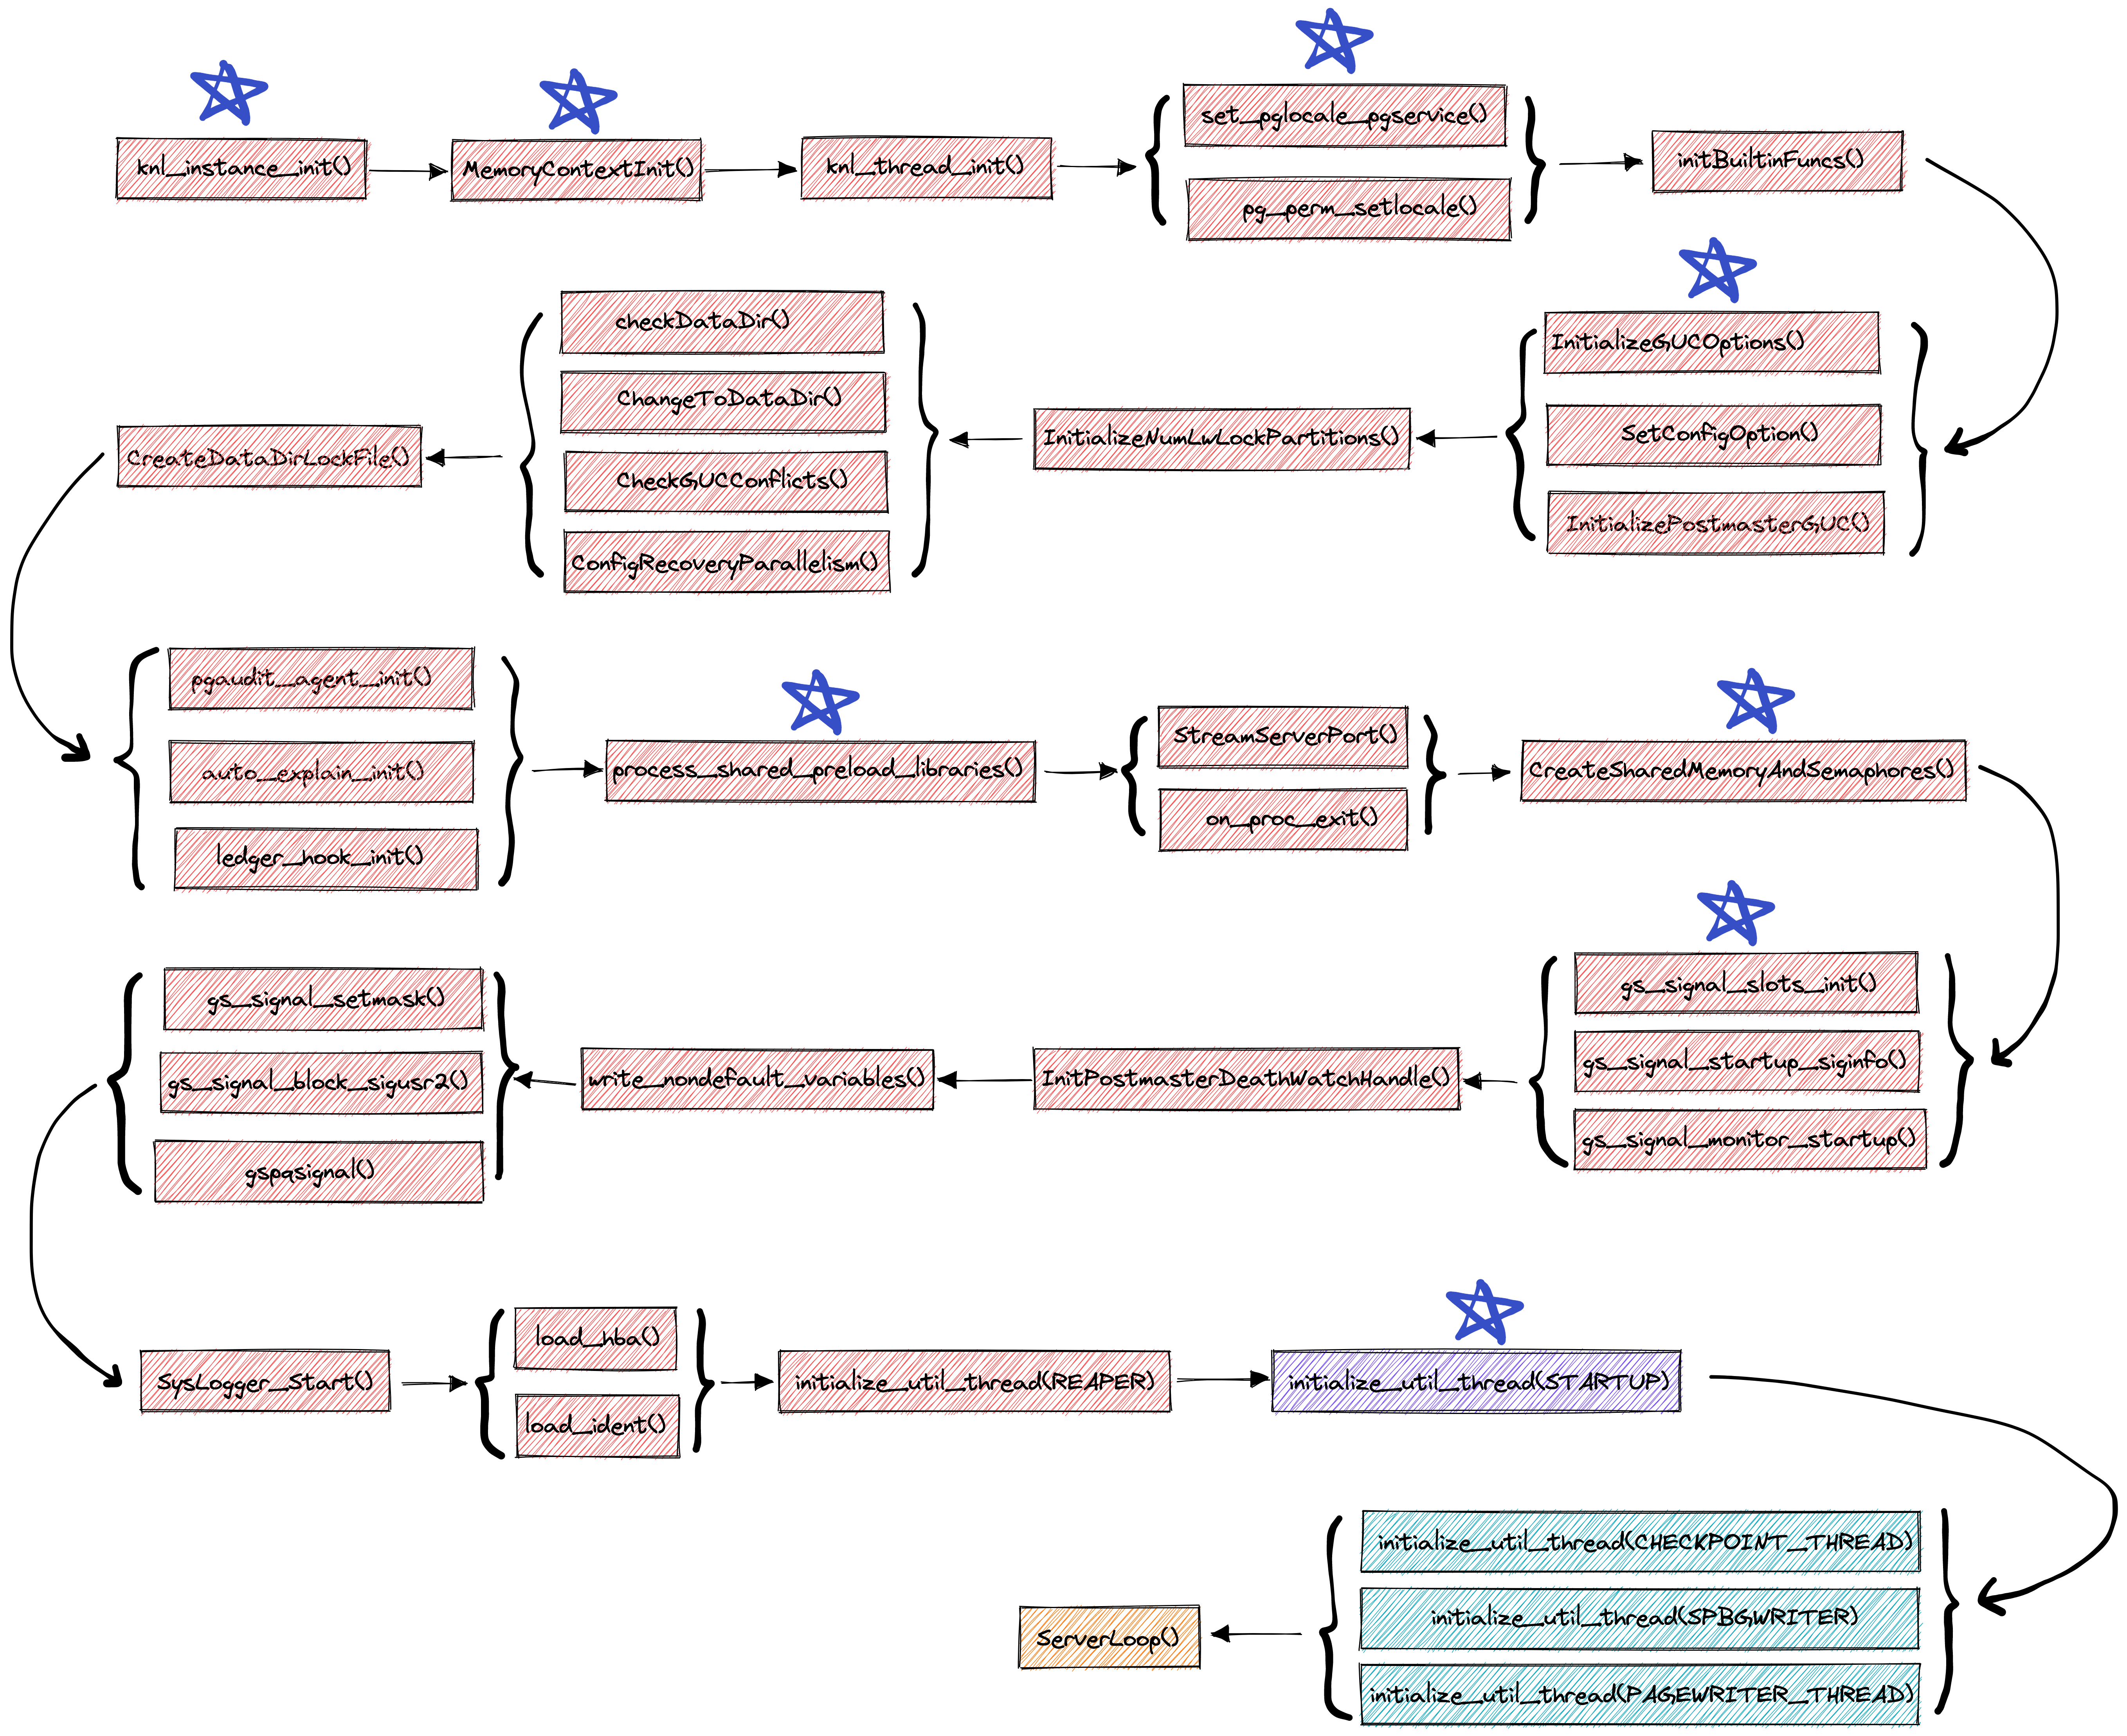 knl_instance_init()
MemoryContextInit()
knl_thread_init()
set_pglocale_pgservice()
pg_perm_setlocale()
initBuiltinFuncs()
InitializeGUCOptions()
SetConfigOption()
InitializePostmasterGUC()
InitializeNumLwLockPartitions()
checkDataDir()
ChangeToDataDir()
CheckGUCConflicts()
ConfigRecoveryParallelism()
CreateDataDirLockFile()
pgaudit_agent_init()
auto_explain_init()
ledger_hook_init()
process_shared_preload_libraries()
StreamServerPort()
on_proc_exit()
CreateSharedMemoryAndSemaphores()
gs_signal_slots_init()
gs_signal_startup_siginfo()
gs_signal_monitor_startup()
InitPostmasterDeathWatchHandle()
write_nondefault_variables()
gs_signal_setmask()
gs_signal_block_sigusr2()
gspqsignal()
SysLogger_Start()
load_hba()
load_ident()
initialize_util_thread(REAPER)
initialize_util_thread(STARTUP)
initialize_util_thread(CHECKPOINT_THREAD)
initialize_util_thread(SPBGWRITER)
initialize_util_thread(PAGEWRITER_THREAD)
ServerLoop()